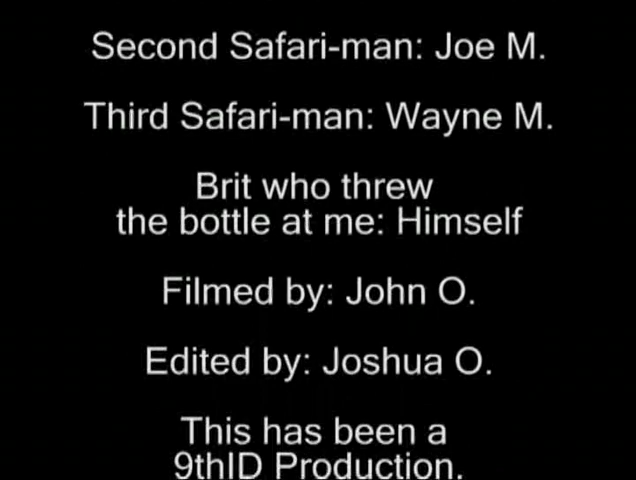 Second Safari-man: Joe M.
Third Safari-man: Wayne M.
Brit who threw
the bottle at me: Himself
Filmed by: John O.
Edited by: Joshua O.
This has been a
9thID Production.